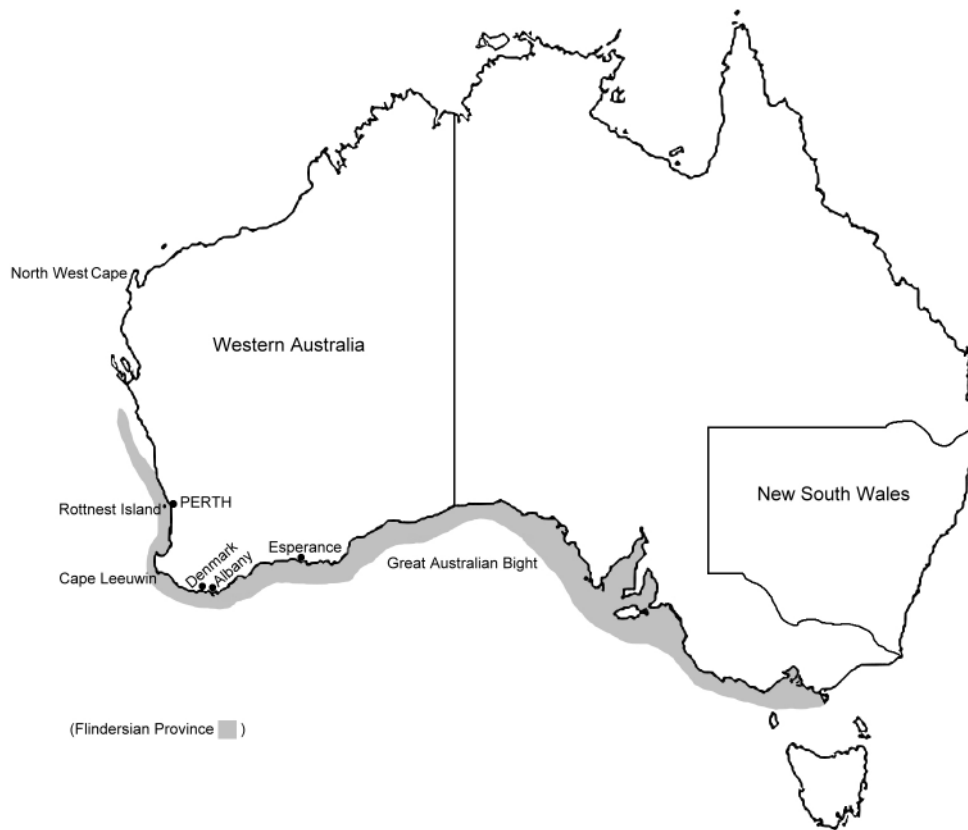 North West Cape
Western Australia
New South Wales
Rottnest Island
PERTH
Esperance
Great Australian Bight
Cape Leeuwin
Denmark
Albany
(Flindersian Province )